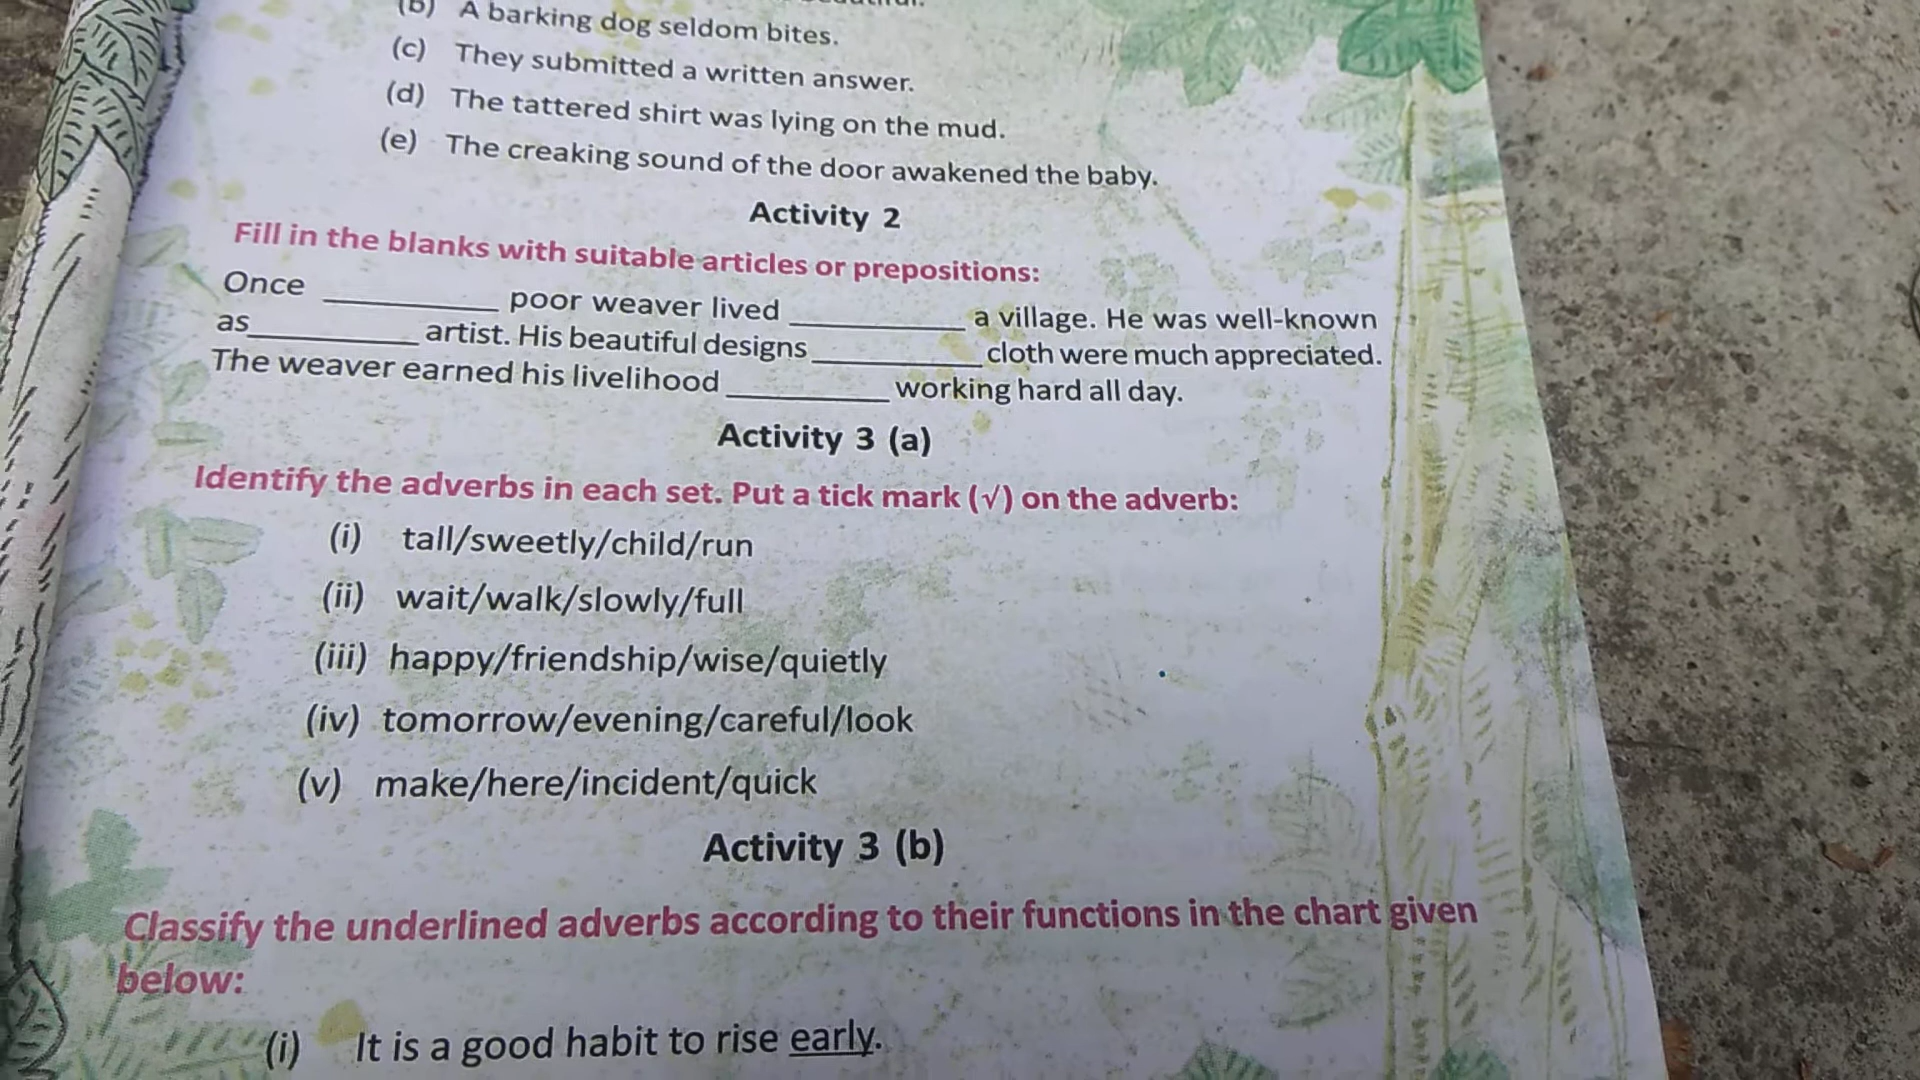 (b) A barking dog seldom bites.
(c) They submitted a written answer.
(d) The tattered shirt was lying on the mud.
(e) The creaking sound of the door awakened the baby.
Activity 2
Fill in the blanks with suitable articles or prepositions:
Once __________ poor weaver lived __________ a village. He was well-known
as__________ artist. His beautiful designs __________ cloth were much appreciated.
The weaver earned his livelihood __________ working hard all day.
Activity 3 (a)
Identify the adverbs in each set. Put a tick mark (√) on the adverb:
(i) tall/sweetly/child/run
(ii) wait/walk/slowly/full
(iii) happy/friendship/wise/quietly
(iv) tomorrow/evening/careful/look
(v) make/here/incident/quick
Activity 3 (b)
Classify the underlined adverbs according to their functions in the chart given
below:
(i) It is a good habit to rise early.